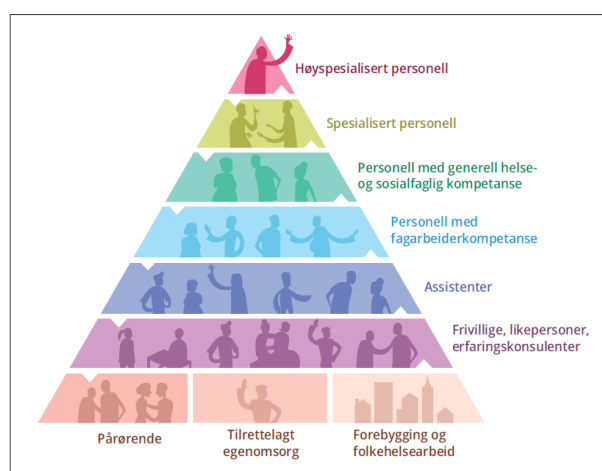 Høyspesialisert personell
Spesialisert personell
Personell med generell helse-
og sosialfaglig kompetanse
Personell med
fagarbeiderkompetanse
Assistenter
Frivillige, likepersoner,
erfaringskonsulenter
Pårørende
Tilrettelagt
egenomsorg
Forebygging og
folkehelsearbeid